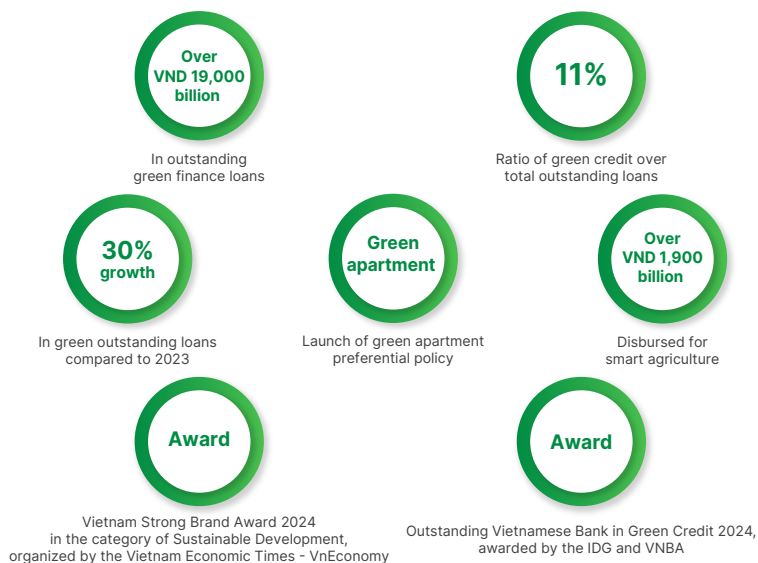 Over
VND 19,000
billion
In outstanding
green finance loans
11%
Ratio of green credit over
total outstanding loans
30%
growth
In green outstanding loans
compared to 2023
Green
apartment
Launch of green apartment
preferential policy
Over
VND 1,900
billion
Disbursed for
smart agriculture
Award
Vietnam Strong Brand Award 2024
in the category of Sustainable Development,
organized by the Vietnam Economic Times - VnEconomy
Award
Outstanding Vietnamese Bank in Green Credit 2024,
awarded by the IDG and VNBA